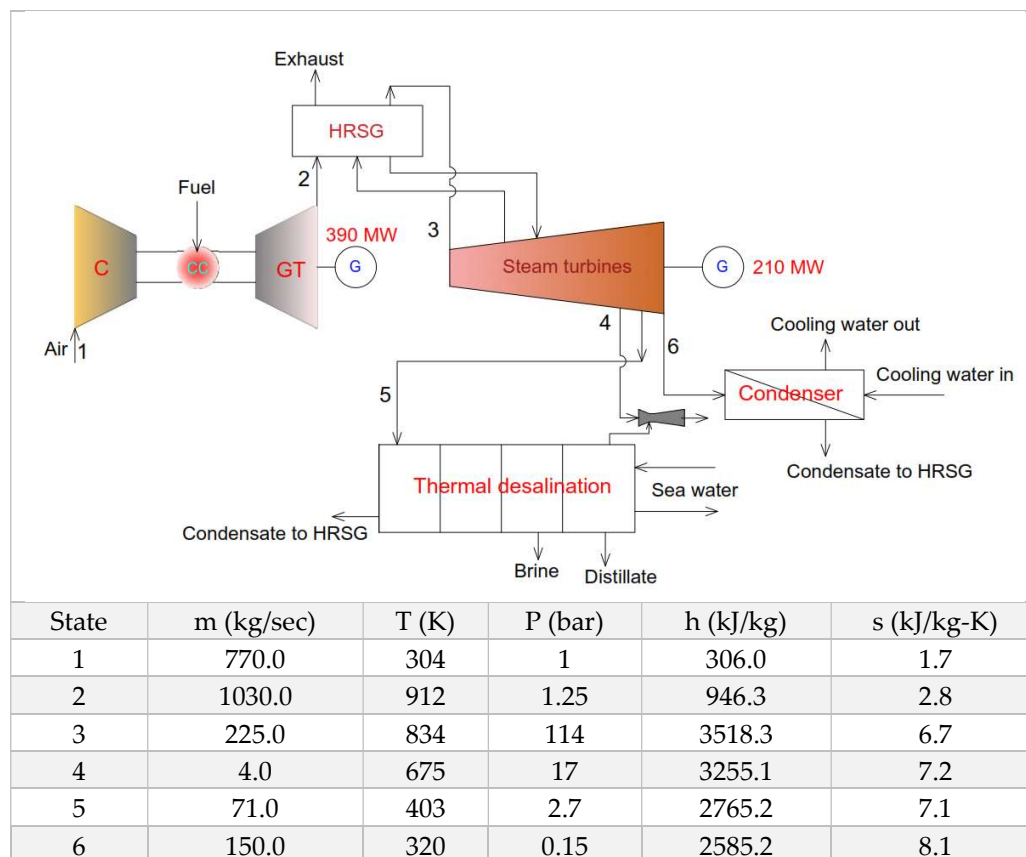 Exhaust
HRSG
2
Fuel
3
390 MW
C
CC
GT
G
Steam turbines
G
210 MW
Air
1
4
6
Cooling water out
Cooling water in
5
Condenser
Thermal desalination
Sea water
Condensate to HRSG
Condensate to HRSG
Brine
Distillate
State m (kg/sec) T (K) P (bar) h (kJ/kg) s (kJ/kg-K)
1 770.0 304 1 306.0 1.7
2 1030.0 912 1.25 946.3 2.8
3 225.0 834 114 3518.3 6.7
4 4.0 675 17 3255.1 7.2
5 71.0 403 2.7 2765.2 7.1
6 150.0 320 0.15 2585.2 8.1